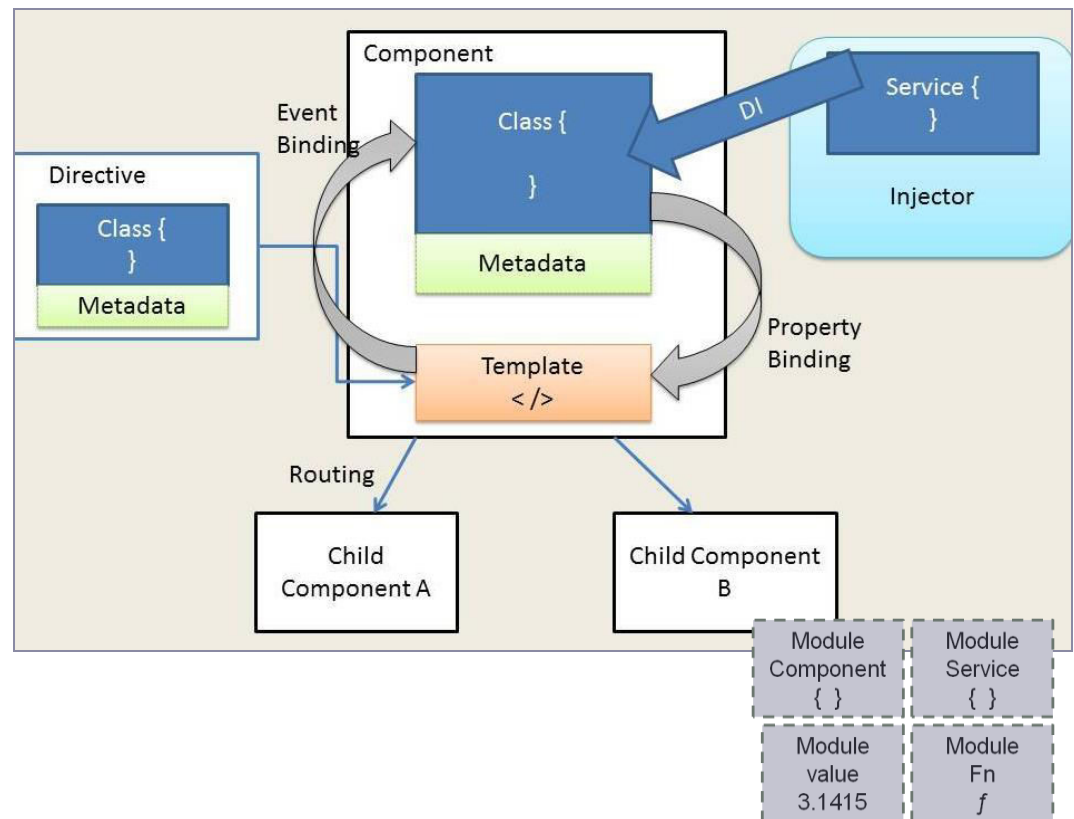 Component
Class {
}
Metadata
Template
< />
Event
Binding
Property
Binding
DI
Service {
}
Injector
Directive
Class {
}
Metadata
Routing
Child
Component A
Child Component
B
Module
Component
{ }
Module
Service
{ }
Module
value
3.1415
Module
Fn
ƒ